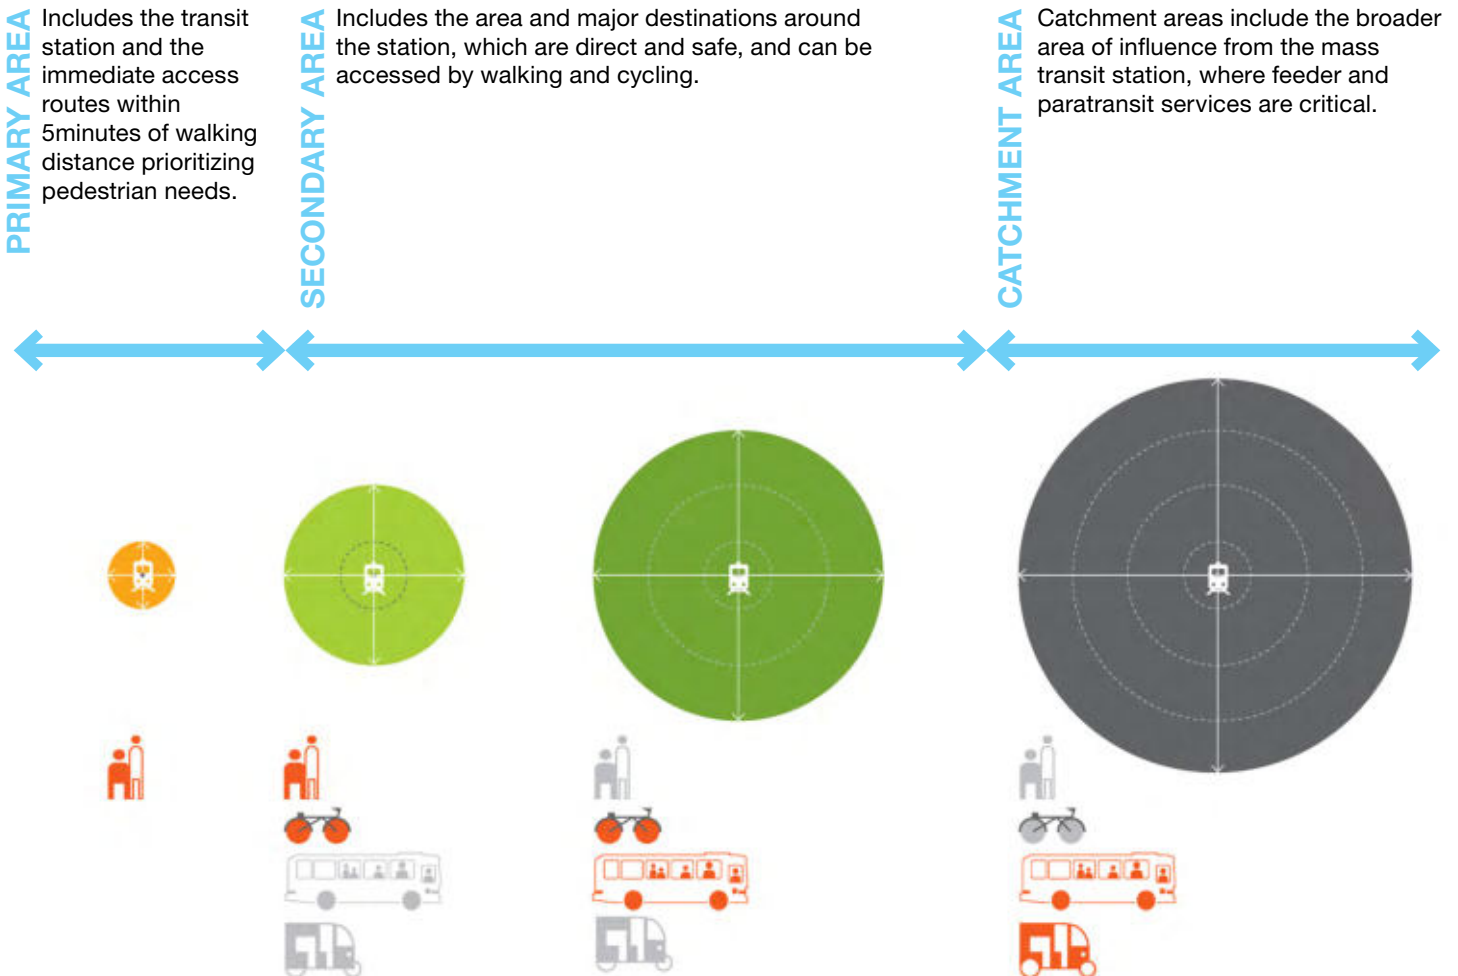 PRIMARY AREA
Includes the transit
station and the
immediate access
routes within
5minutes of walking
distance prioritizing
pedestrian needs.
SECONDARY AREA
Includes the area and major destinations around
the station, which are direct and safe, and can be
accessed by walking and cycling.
CATCHMENT AREA
Catchment areas include the broader
area of influence from the mass
transit station, where feeder and
paratransit services are critical.